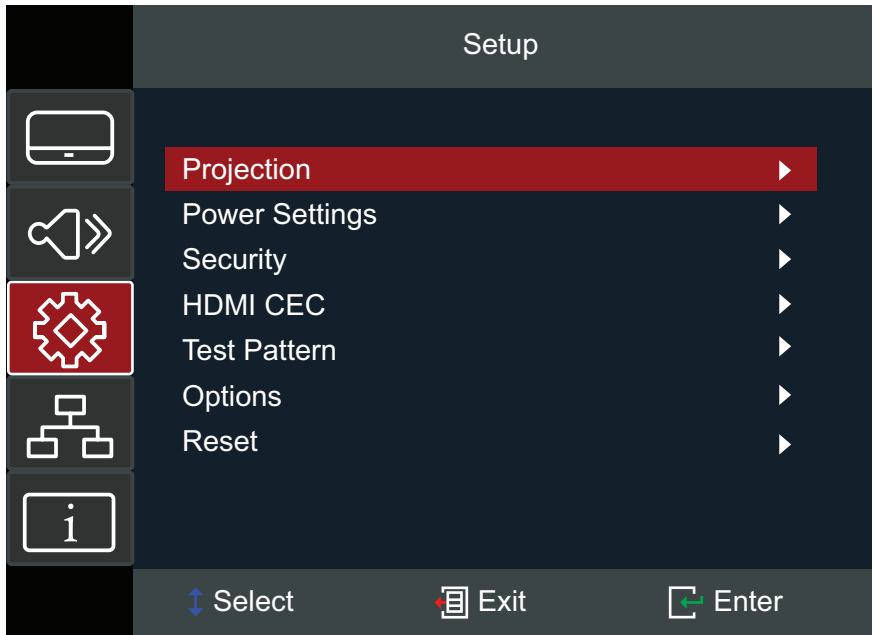 Setup
Projection
Power Settings
Security
HDMI CEC
Test Pattern
Options
Reset
i
Select Exit Enter